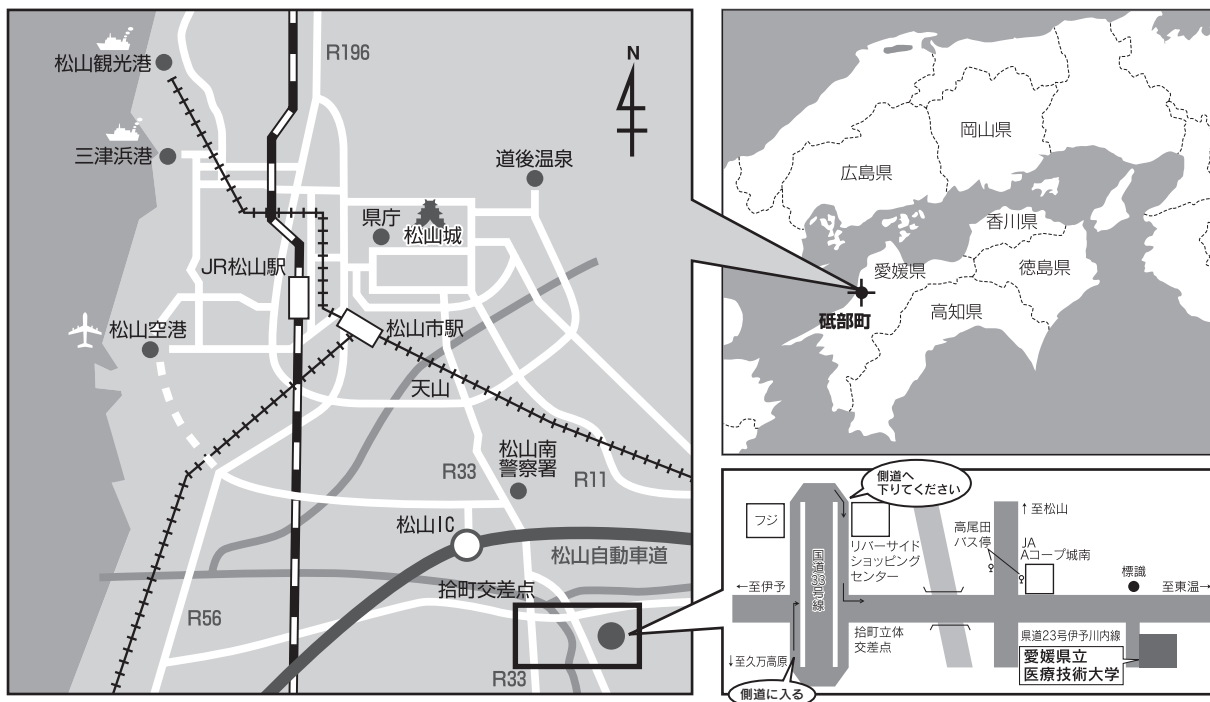 R196
N
松山観光港
三津浜港
道後温泉
県庁
松山城
JR松山駅
松山空港
松山市駅
天山
松山南
警察署
R33
R11
松山IC
松山自動車道
拾町交差点
R56
R33
岡山県
広島県
香川県
愛媛県
徳島県
高知県
砥部町
側道へ
下りてください
フジ
国道33号線
リバーサイド
ショッピング
センター
↑至松山
高尾田
バス停
JA
Aコープ城南
標識
←至伊予
至東温→
拾町立体
交差点
県道23号伊予川内線
愛媛県立
医療技術大学
↓至久万高原
側道に入る